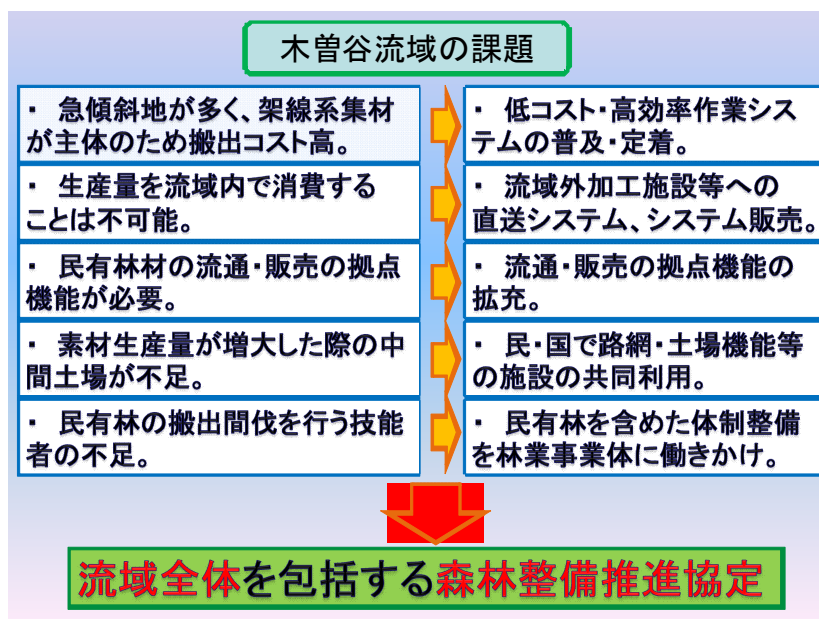 木曽谷流域の課題
・ 急傾斜地が多く、架線系集材
が主体のため搬出コスト高。
・ 低コスト・高効率作業シス
テムの普及・定着。
・ 生産量を流域内で消費する
ことは不可能。
・ 流域外加工施設等への
直送システム、システム販売。
・ 民有林材の流通・販売の拠点
機能が必要。
・ 流通・販売の拠点機能の
拡充。
・ 素材生産量が増大した際の中
間土場が不足。
・ 民・国で路網・土場機能等
の施設の共同利用。
・ 民有林の搬出間伐を行う技能
者の不足。
・ 民有林を含めた体制整備
を林業事業体に働きかけ。
流域全体を包括する森林整備推進協定